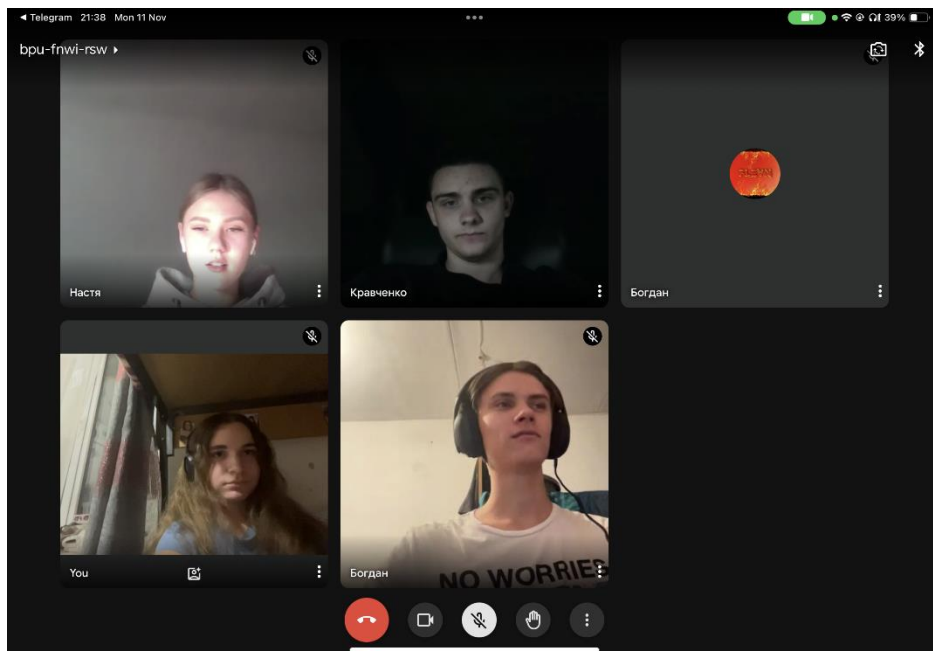 Telegram 21:38 Mon 11 Nov
39%
bpu-fnwi-rsw
Настя
Кравченко
Богдан
You
Богдан
NO WORRIES